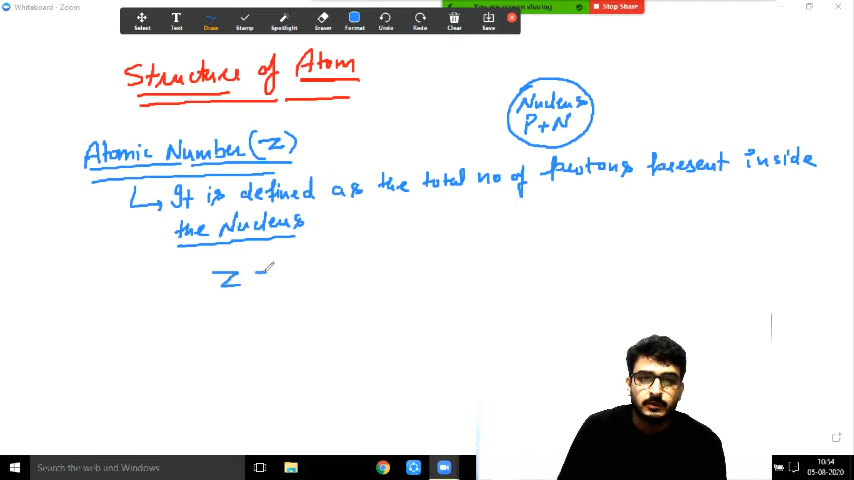 Whiteboard - Zoom
You are screen sharing
Stop Share
Select
Text
Draw
Stamp
Spotlight
Eraser
Format
Undo
Redo
Clear
Save
Structure of Atom
Nucleus
P+N
Atomic Number (Z)
It is defined as the total no of protons present inside
the Nucleus
Z -
Search the web and Windows
10:54
05-08-2020